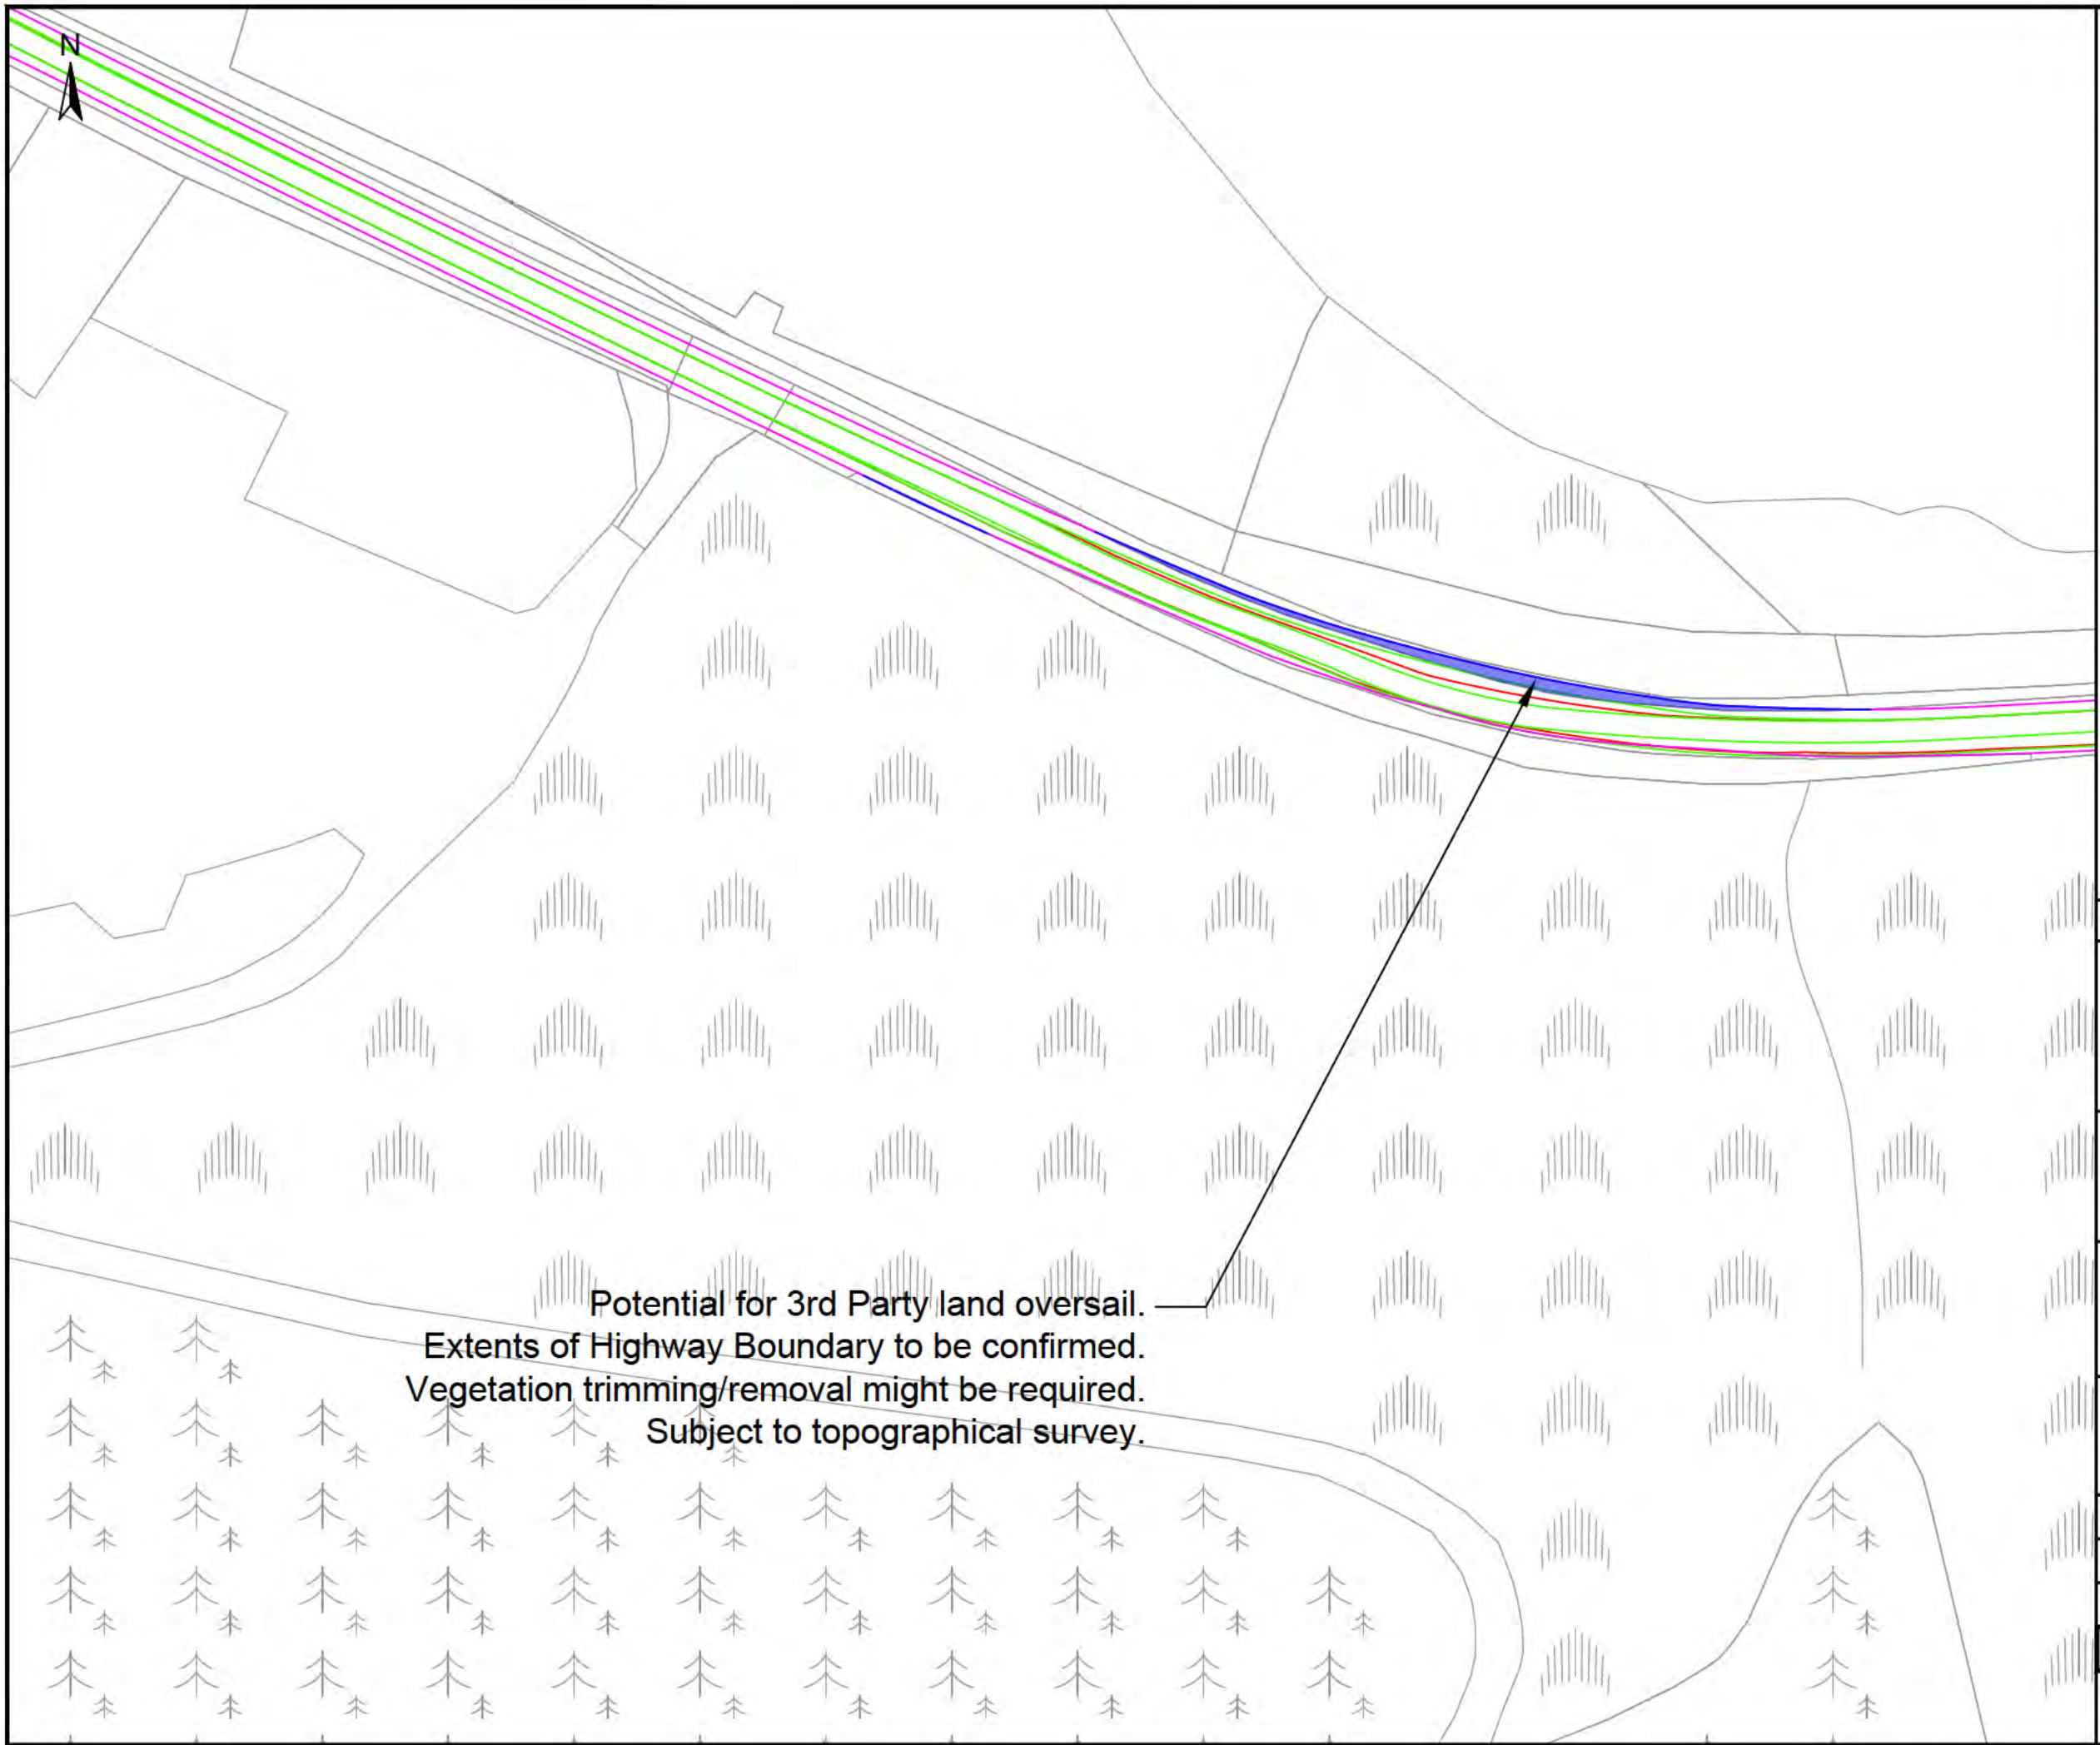 N
Potential for 3rd Party land oversail.
Extents of Highway Boundary to be confirmed.
Vegetation trimming/removal might be required.
Subject to topographical survey.